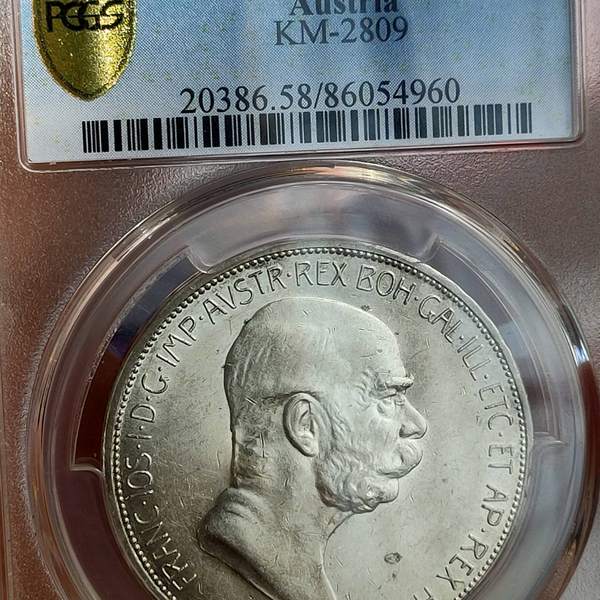 PCGS
Austria
KM-2809
20386.58/86054960
FRANC·IOS·I·D·G·IMP·AVSTR·REX BOH·GAL·ILL·ETC·ET AP·REX